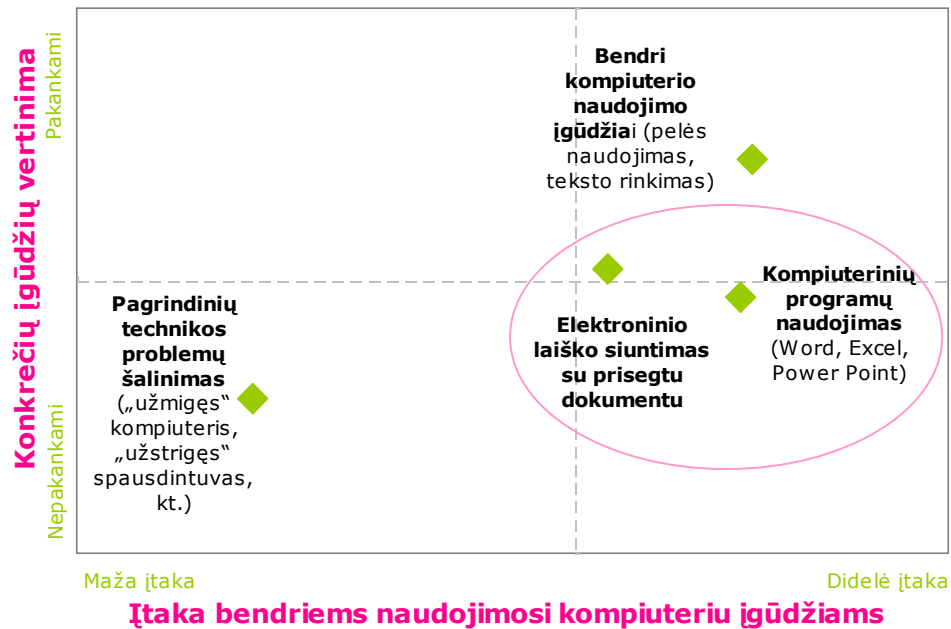 Konkrečių įgūdžių vertinima
Pakankami
Nepakankami
Bendri
kompiuterio
naudojimo
įgūdžiai (pelės
naudojimas,
teksto rinkimas)
Kompiuterinių
programų
naudojimas
(Word, Excel,
Power Point)
Elektroninio
laiško siuntimas
su prisegtu
dokumentu
Pagrindinių
technikos
problemų
šalinimas
(„užmigęs“
kompiuteris,
„užstrigęs“
spausdintuvas,
kt.)
Maža įtaka
Didelė įtaka
Įtaka bendriems naudojimosi kompiuteriu įgūdžiams